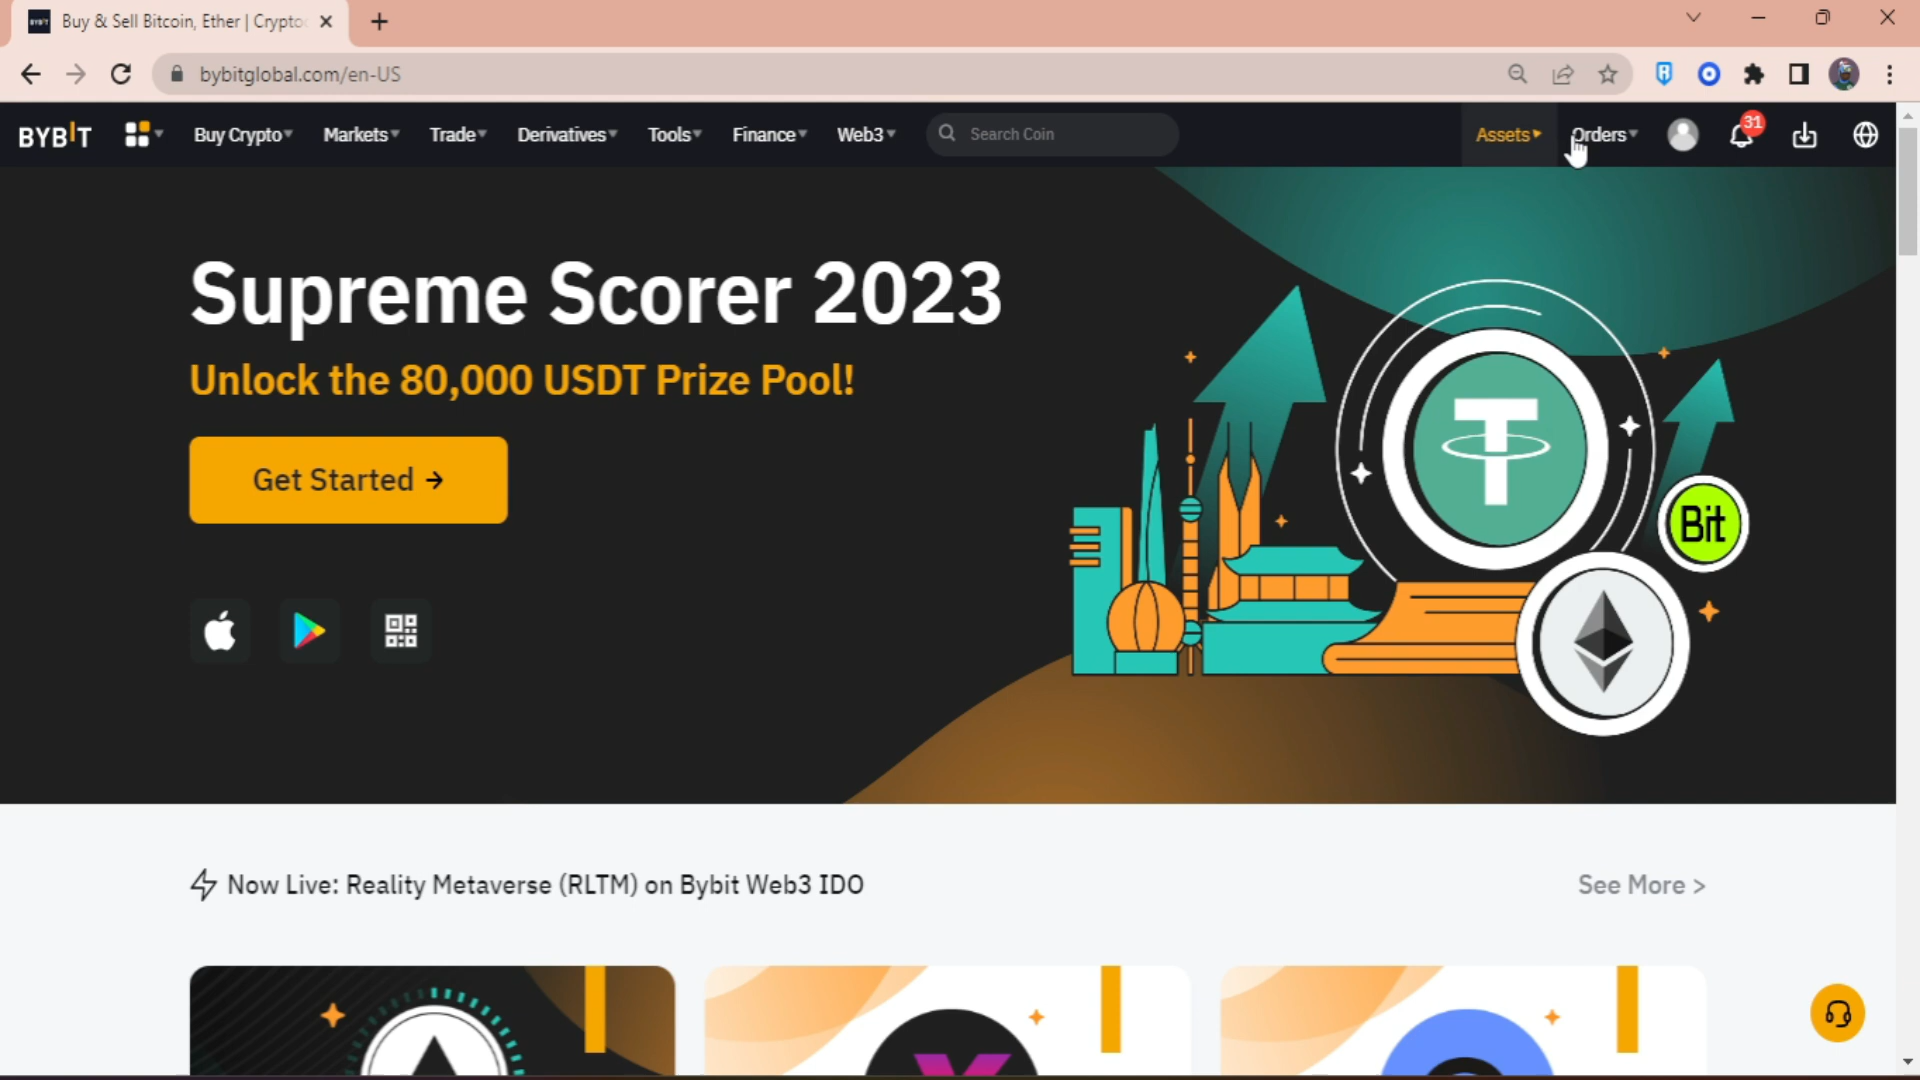 BYBIT Buy & Sell Bitcoin, Ether | Crypto
bybitglobal.com/en-US
BYBIT Buy Crypto Markets Trade Derivatives Tools Finance Web3 Search Coin Assets Orders 31
Supreme Scorer 2023
Unlock the 80,000 USDT Prize Pool!
Get Started →
Bit
Now Live: Reality Metaverse (RLTM) on Bybit Web3 IDO
See More >